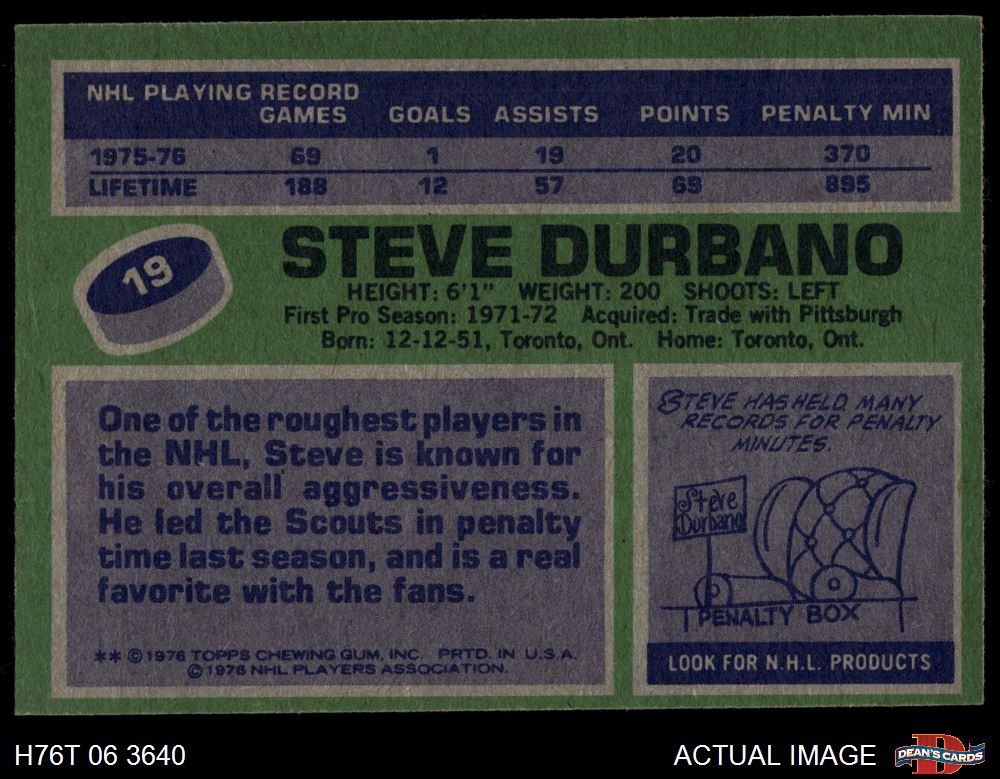 NHL PLAYING RECORD
GAMES GOALS ASSISTS POINTS PENALTY MIN
1975-76 69 1 19 20 370
LIFETIME 188 12 57 69 895
19
STEVE DURBANO
HEIGHT: 6'1" WEIGHT: 200 SHOOTS: LEFT
First Pro Season: 1971-72 Acquired: Trade with Pittsburgh
Born: 12-12-51, Toronto, Ont. Home: Toronto, Ont.
One of the roughest players in
the NHL, Steve is known for
his overall aggressiveness.
He led the Scouts in penalty
time last season, and is a real
favorite with the fans.
** © 1976 TOPPS CHEWING GUM, INC. PRTD. IN U.S.A.
© 1976 NHL PLAYERS ASSOCIATION.
STEVE HAS HELD MANY
RECORDS FOR PENALTY
MINUTES.
Steve
Durbano
PENALTY BOX
LOOK FOR N.H.L. PRODUCTS
H76T 06 3640
ACTUAL IMAGE
DEAN'S CARDS